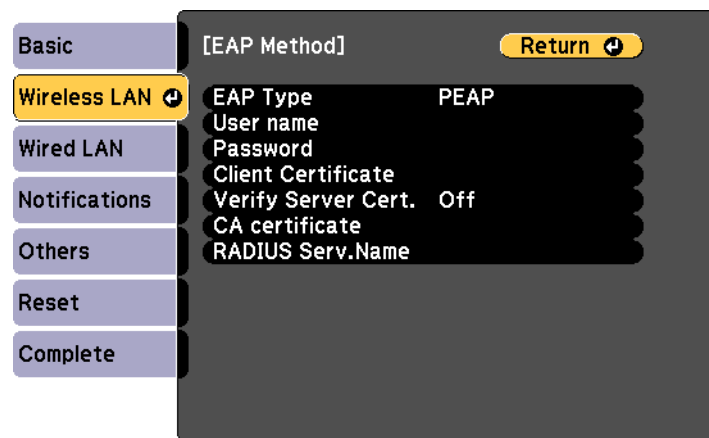 Basic
Wireless LAN
Wired LAN
Notifications
Others
Reset
Complete
[EAP Method]
Return
EAP Type PEAP
User name
Password
Client Certificate
Verify Server Cert. Off
CA certificate
RADIUS Serv.Name